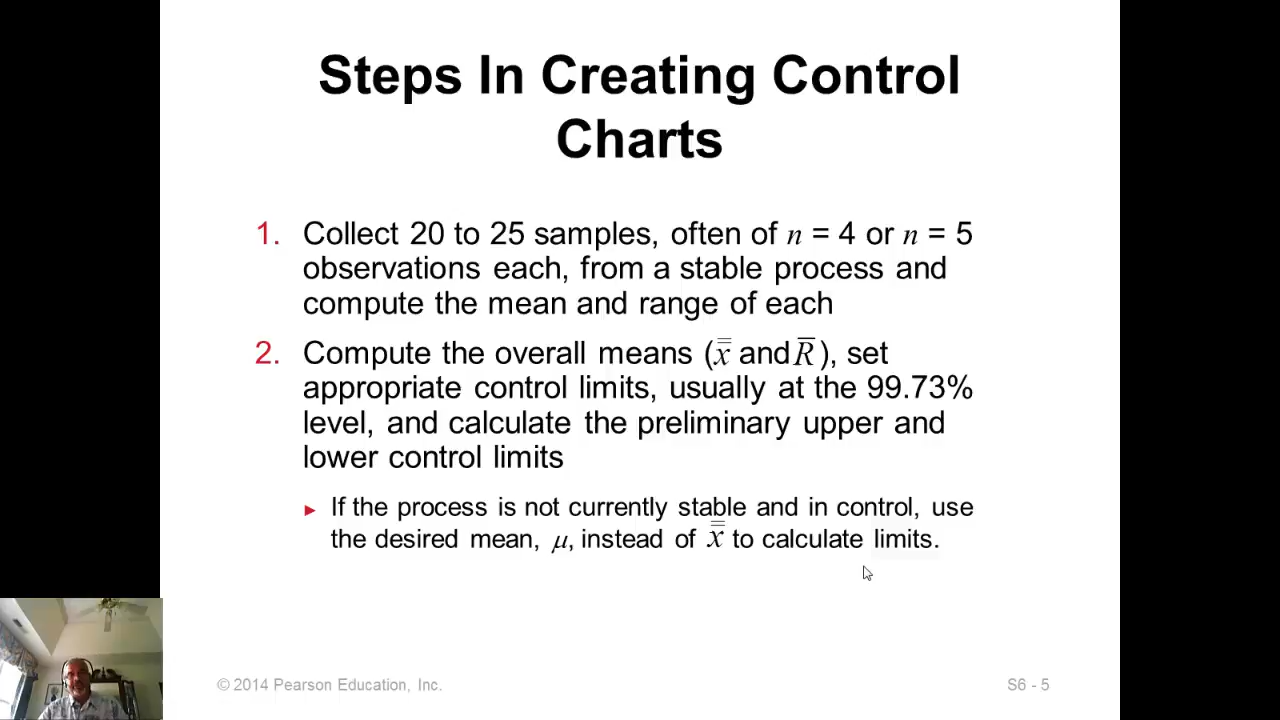 Steps In Creating Control
Charts
1. Collect 20 to 25 samples, often of n = 4 or n = 5
observations each, from a stable process and
compute the mean and range of each
2. Compute the overall means (x̿ and R̅), set
appropriate control limits, usually at the 99.73%
level, and calculate the preliminary upper and
lower control limits
► If the process is not currently stable and in control, use
the desired mean, μ, instead of x̿ to calculate limits.
© 2014 Pearson Education, Inc.
S6 - 5